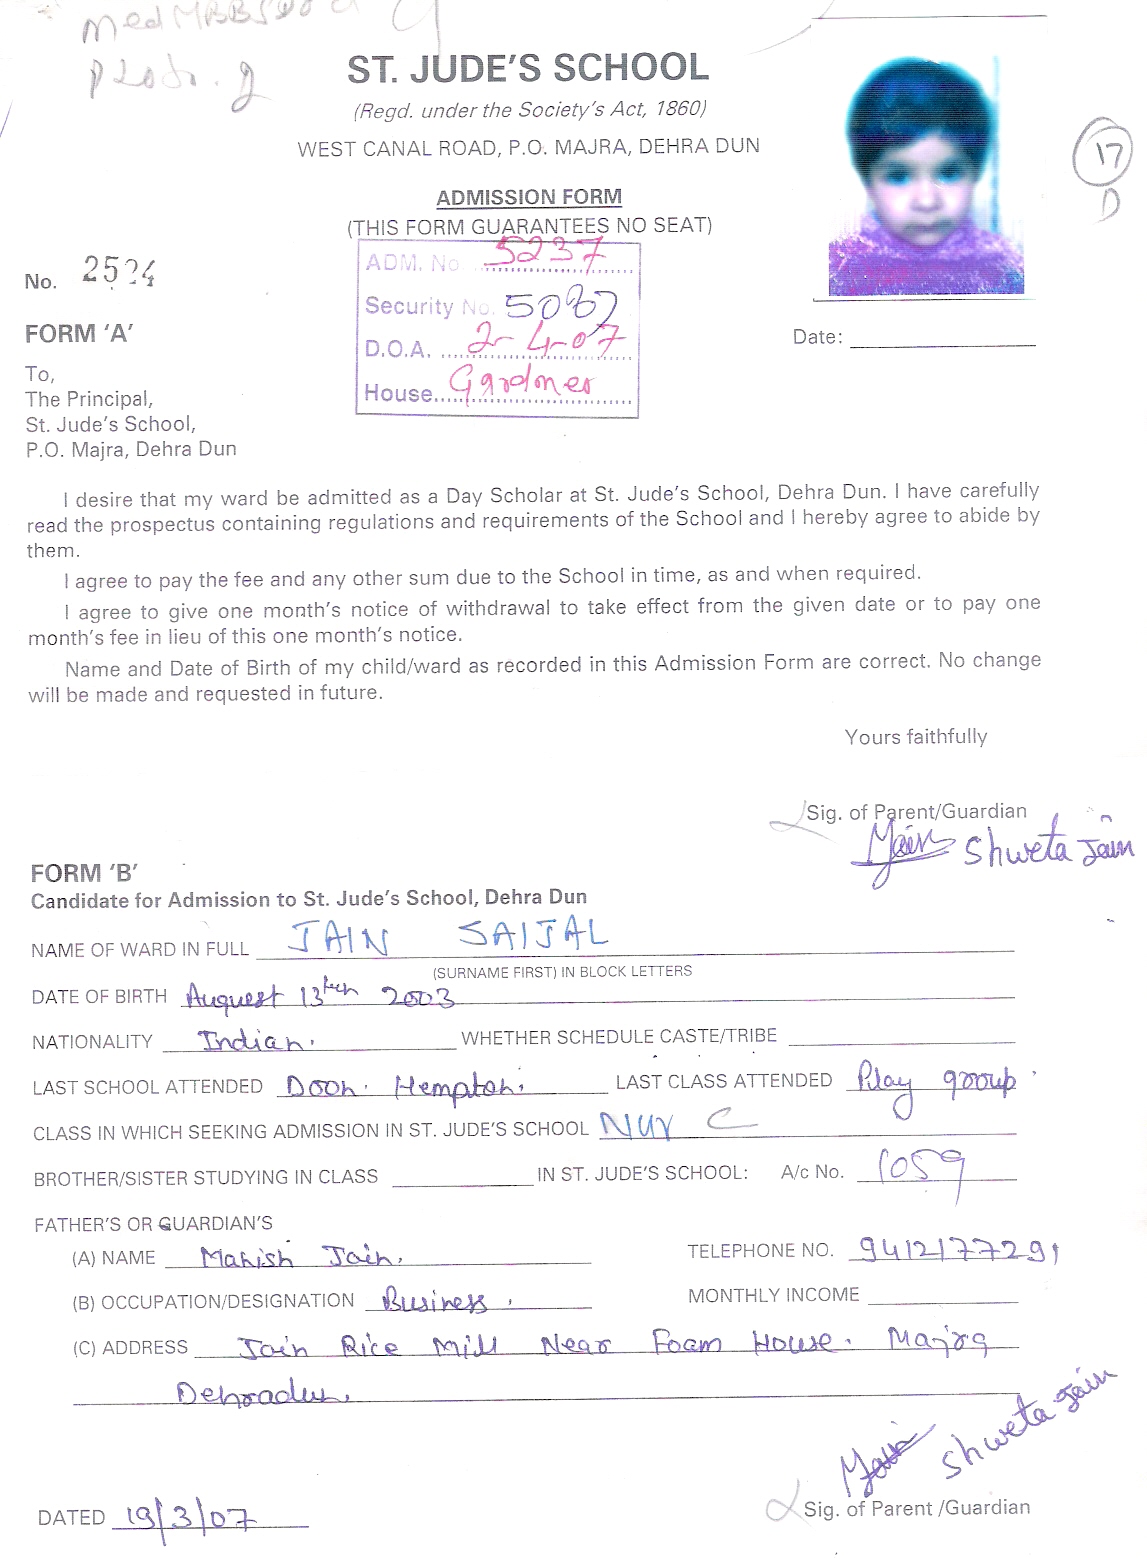 ST. JUDE'S SCHOOL
(Regd. under the Society's Act, 1860)
WEST CANAL ROAD, P.O. MAJRA, DEHRA DUN
17
D
ADMISSION FORM
(THIS FORM GUARANTEES NO SEAT)
No. 2524
ADM. No 5237
Security No. 5087
D.O.A. 2-4-07
House Gardner
FORM 'A'
Date:
To,
The Principal,
St. Jude's School,
P.O. Majra, Dehra Dun
I desire that my ward be admitted as a Day Scholar at St. Jude's School, Dehra Dun. I have carefully
read the prospectus containing regulations and requirements of the School and I hereby agree to abide by
them.
I agree to pay the fee and any other sum due to the School in time, as and when required.
I agree to give one month's notice of withdrawal to take effect from the given date or to pay one
month's fee in lieu of this one month's notice.
Name and Date of Birth of my child/ward as recorded in this Admission Form are correct. No change
will be made and requested in future.
Yours faithfully
Sig. of Parent/Guardian
MJain Shweta Jain
FORM 'B'
Candidate for Admission to St. Jude's School, Dehra Dun
NAME OF WARD IN FULL JAIN SAIJAL
(SURNAME FIRST) IN BLOCK LETTERS
DATE OF BIRTH August 13th 2003
NATIONALITY Indian. WHETHER SCHEDULE CASTE/TRIBE
LAST SCHOOL ATTENDED Doon. Hempton. LAST CLASS ATTENDED Play group
CLASS IN WHICH SEEKING ADMISSION IN ST. JUDE'S SCHOOL NUR C
BROTHER/SISTER STUDYING IN CLASS IN ST. JUDE'S SCHOOL: A/c No. 1059
FATHER'S OR GUARDIAN'S
(A) NAME Manish Jain. TELEPHONE NO. 9412177291
(B) OCCUPATION/DESIGNATION Business. MONTHLY INCOME
(C) ADDRESS Jain Rice Mill Near Foam House. Majra
Dehradun.
MJain Shweta Jain
DATED 19/3/07 Sig. of Parent /Guardian